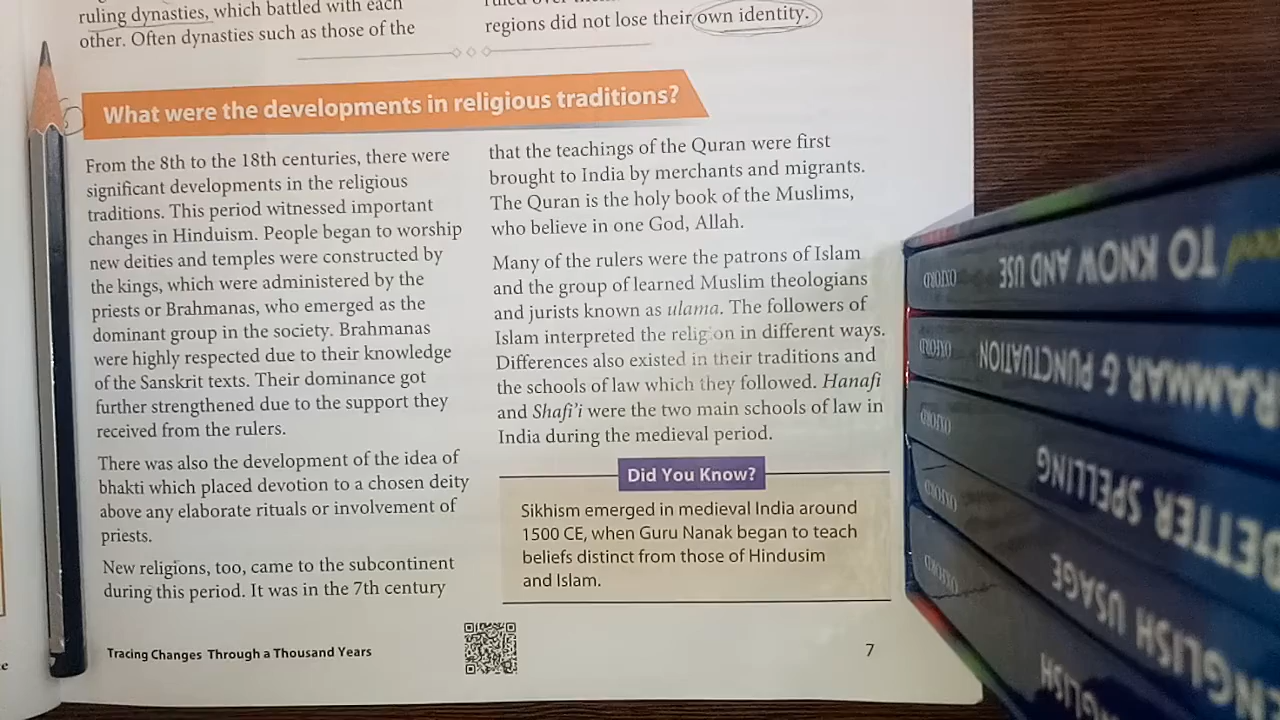 ruling dynasties, which battled with each
other. Often dynasties such as those of the
regions did not lose their own identity.
What were the developments in religious traditions?
From the 8th to the 18th centuries, there were
significant developments in the religious
traditions. This period witnessed important
changes in Hinduism. People began to worship
new deities and temples were constructed by
the kings, which were administered by the
priests or Brahmanas, who emerged as the
dominant group in the society. Brahmanas
were highly respected due to their knowledge
of the Sanskrit texts. Their dominance got
further strengthened due to the support they
received from the rulers.
There was also the development of the idea of
bhakti which placed devotion to a chosen deity
above any elaborate rituals or involvement of
priests.
New religions, too, came to the subcontinent
during this period. It was in the 7th century
that the teachings of the Quran were first
brought to India by merchants and migrants.
The Quran is the holy book of the Muslims,
who believe in one God, Allah.
Many of the rulers were the patrons of Islam
and the group of learned Muslim theologians
and jurists known as ulama. The followers of
Islam interpreted the religion in different ways.
Differences also existed in their traditions and
the schools of law which they followed. Hanafi
and Shafi'i were the two main schools of law in
India during the medieval period.
Did You Know?
Sikhism emerged in medieval India around
1500 CE, when Guru Nanak began to teach
beliefs distinct from those of Hindusim
and Islam.
Tracing Changes Through a Thousand Years
7
TO KNOW AND USE
OXFORD
RAMMAR & PUNCTUATION
OXFORD
BETTER SPELLING
OXFORD
ENGLISH USAGE
OXFORD
GLISH
OXFORD